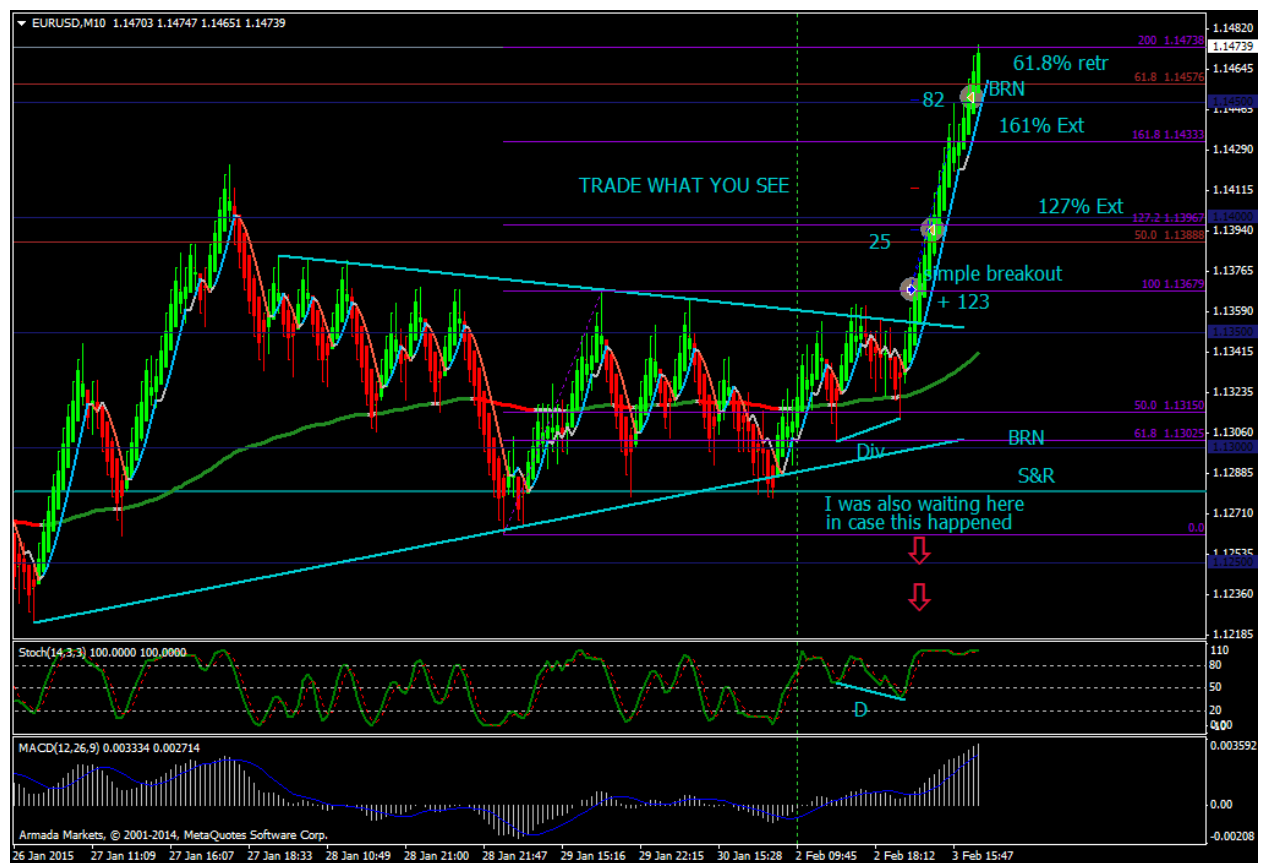 EURUSD,M10 1.14703 1.14747 1.14651 1.14739
1.14820
200 1.14738
1.14739
61.8% retr
1.14645
61.8 1.14576
BRN
82
1.14500
1.14465
161% Ext
161.8 1.14333
1.14290
TRADE WHAT YOU SEE
1.14115
127% Ext
127.2 1.13967
1.14000
1.13940
25
50.0 1.13888
simple breakout
1.13765
100 1.13679
+ 123
1.13590
1.13500
1.13415
1.13235
50.0 1.13150
1.13060
BRN
61.8 1.13025
1.13000
Div
1.12885
S&R
I was also waiting here
in case this happened
1.12710
0.0
1.12535
1.12500
1.12360
1.12185
Stoch(14,3,3) 100.0000 100.0000
110
80
50
20
D
MACD(12,26,9) 0.003334 0.002714
0.003592
0.00
-0.00208
Armada Markets, © 2001-2014, MetaQuotes Software Corp.
26 Jan 2015 27 Jan 11:09 27 Jan 16:07 27 Jan 18:33 28 Jan 10:49 28 Jan 21:00 28 Jan 21:47 29 Jan 15:16 29 Jan 22:15 30 Jan 15:28 2 Feb 09:45 2 Feb 18:12 3 Feb 15:47